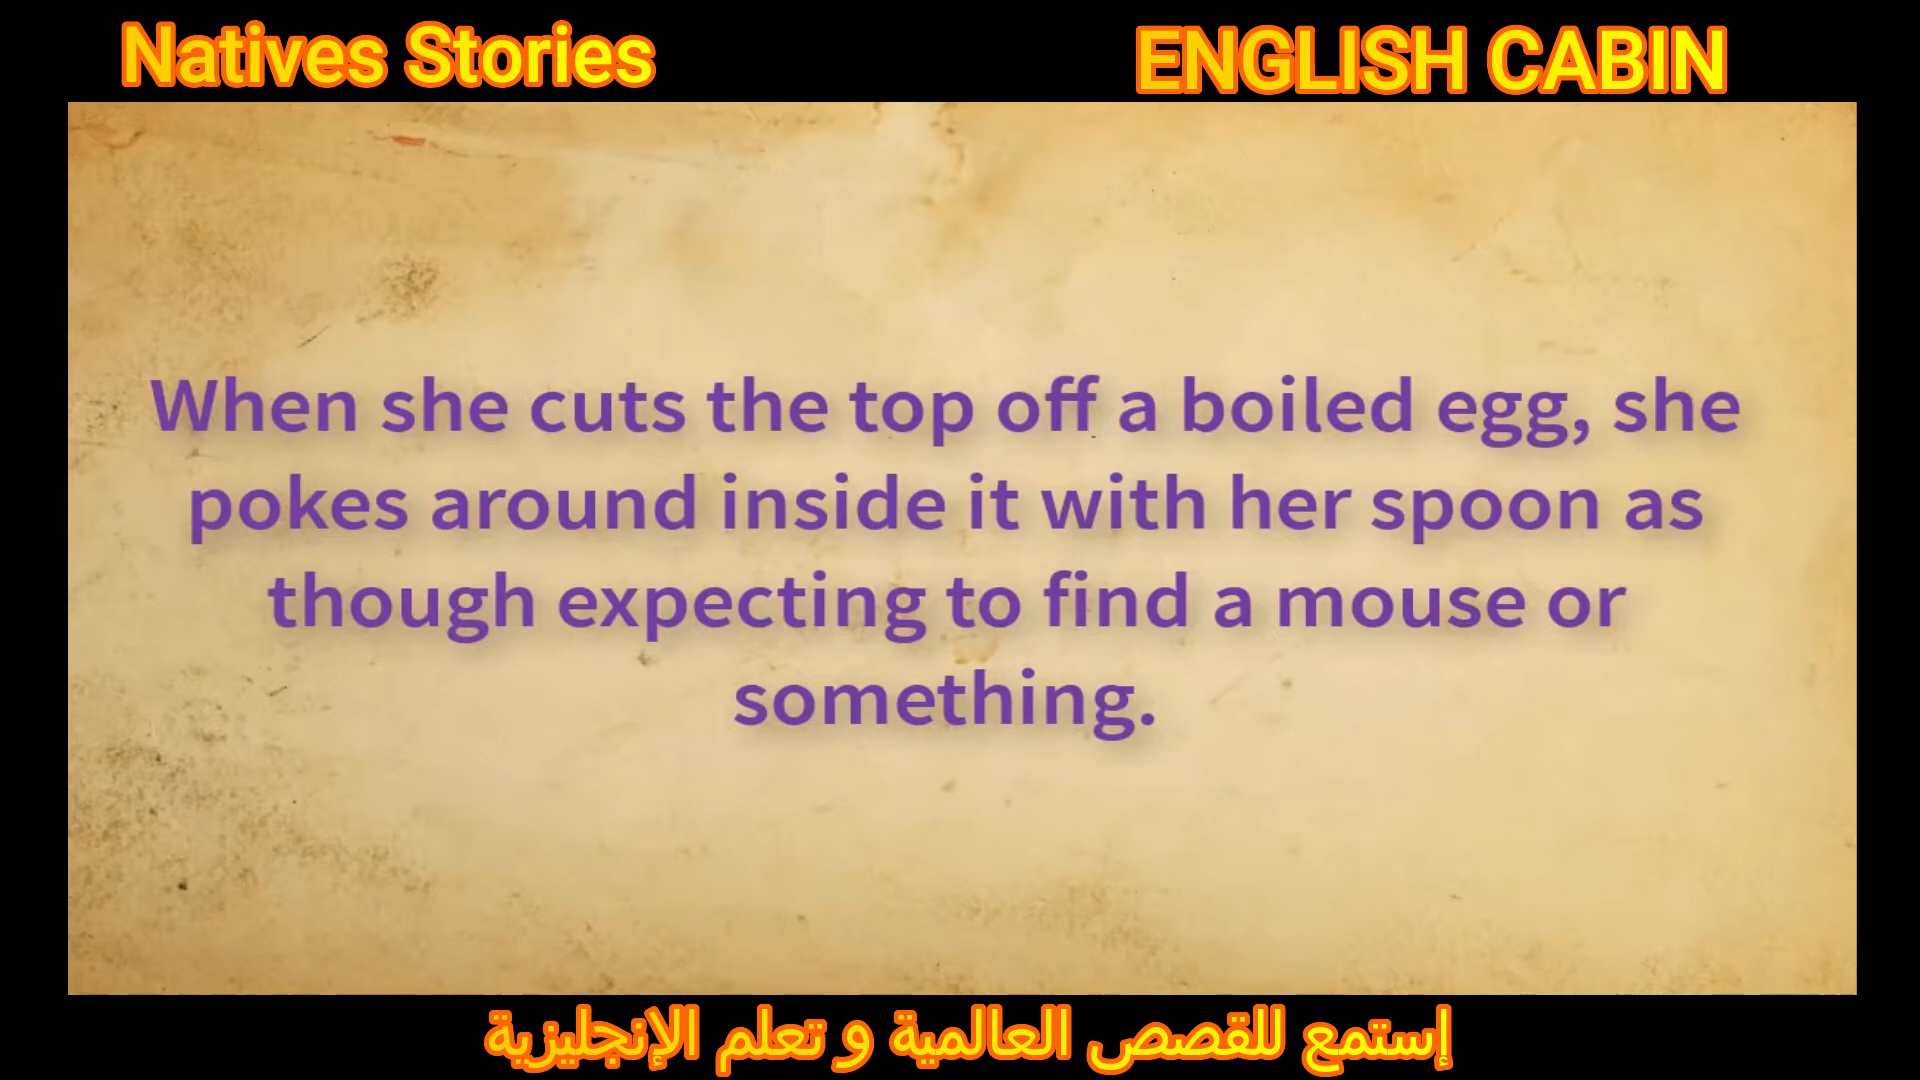 Natives Stories
ENGLISH CABIN
When she cuts the top off a boiled egg, she
pokes around inside it with her spoon as
though expecting to find a mouse or
something.
إستمع للقصص العالمية و تعلم الإنجليزية